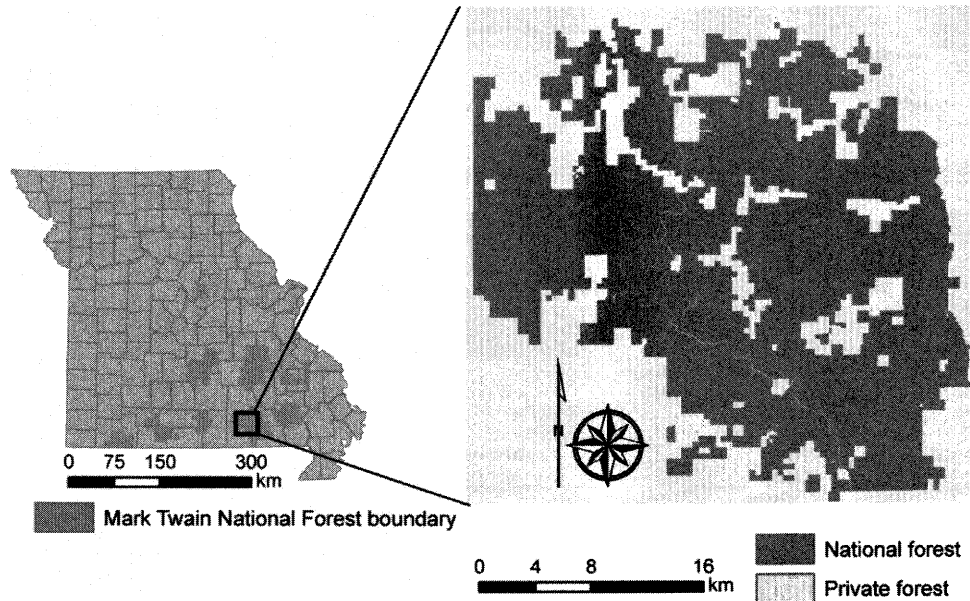 0 75 150 300
km
Mark Twain National Forest boundary
0 4 8 16
km
National forest
Private forest